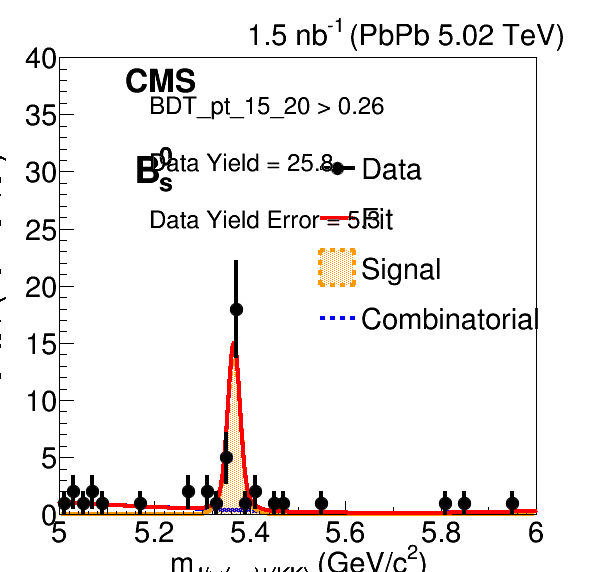 1.5 nb⁻¹ (PbPb 5.02 TeV)
CMS
BDT_pt_15_20 > 0.26
B⁰ₛ
Data Yield = 25.8
Data Yield Error = 5.3
Data
Fit
Signal
Combinatorial
40
35
30
25
20
15
10
5
0
5 5.2 5.4 5.6 5.8 6
m (GeV/c²)